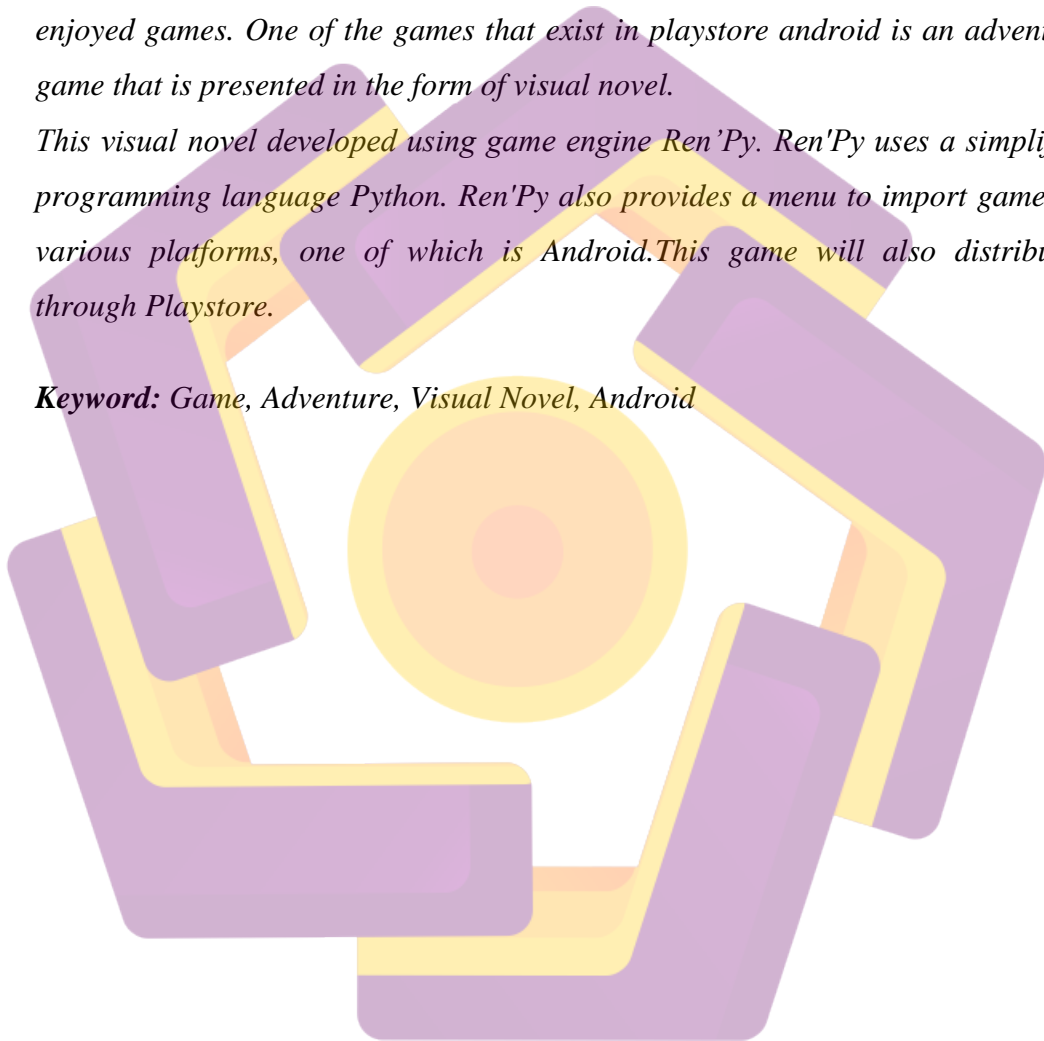 enjoyed games. One of the games that exist in playstore android is an
game that is presented in the form of visual novel.
This visual novel developed using game engine Ren’Py. Ren'Py uses a
programming language Python. Ren'Py also provides a menu to import game
various platforms, one of which is Android.This game will also
through Playstore.
Keyword: Game, Adventure, Visual Novel, Android